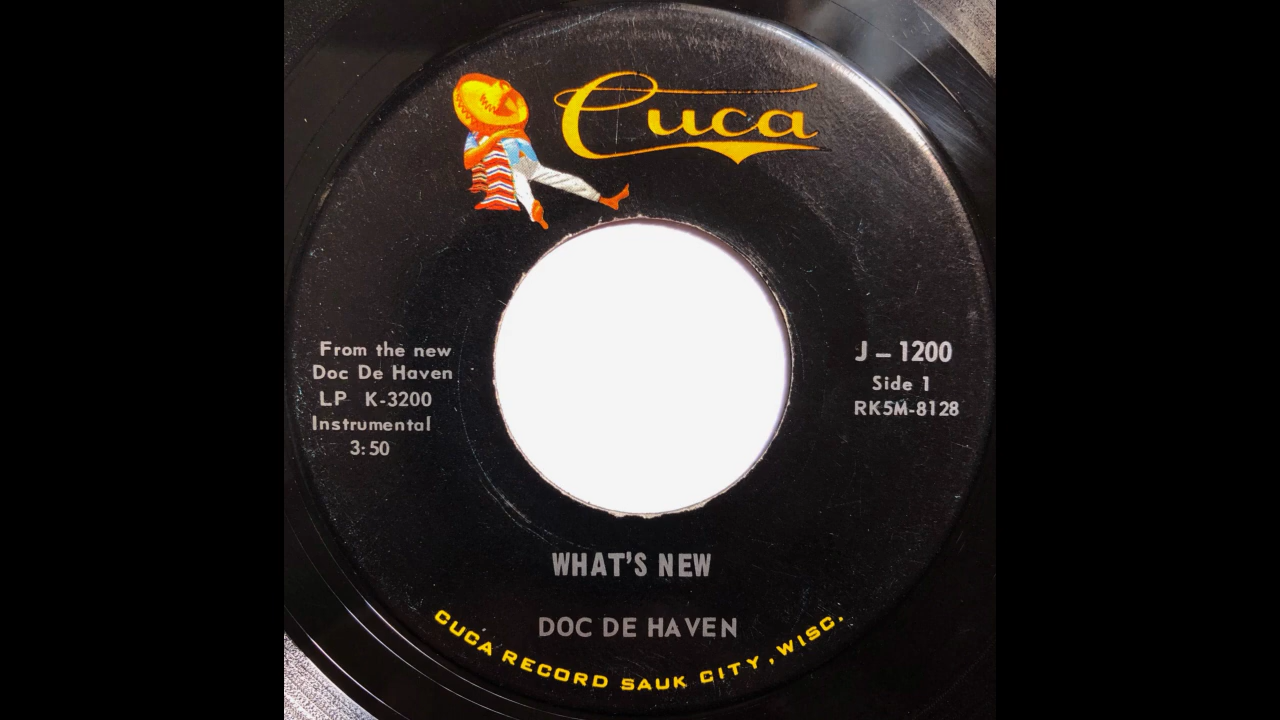 Cuca
From the new
Doc De Haven
LP K-3200
Instrumental
3:50
J - 1200
Side 1
RK5M-8128
WHAT'S NEW
DOC DE HAVEN
CUCA RECORD SAUK CITY, WISC.